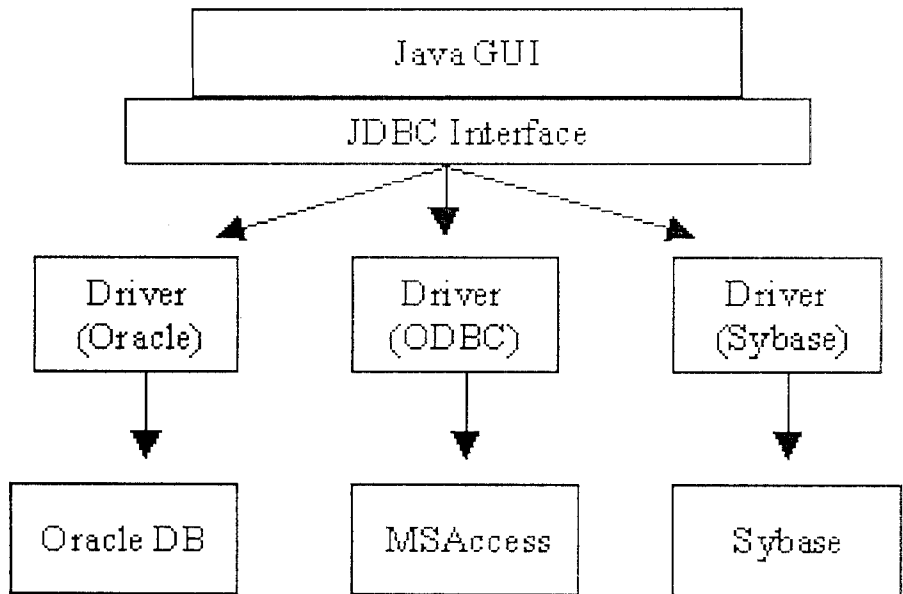 Java GUI
JDBC Interface
Driver
(Oracle)
Driver
(ODBC)
Driver
(Sybase)
Oracle DB
MSAccess
Sybase